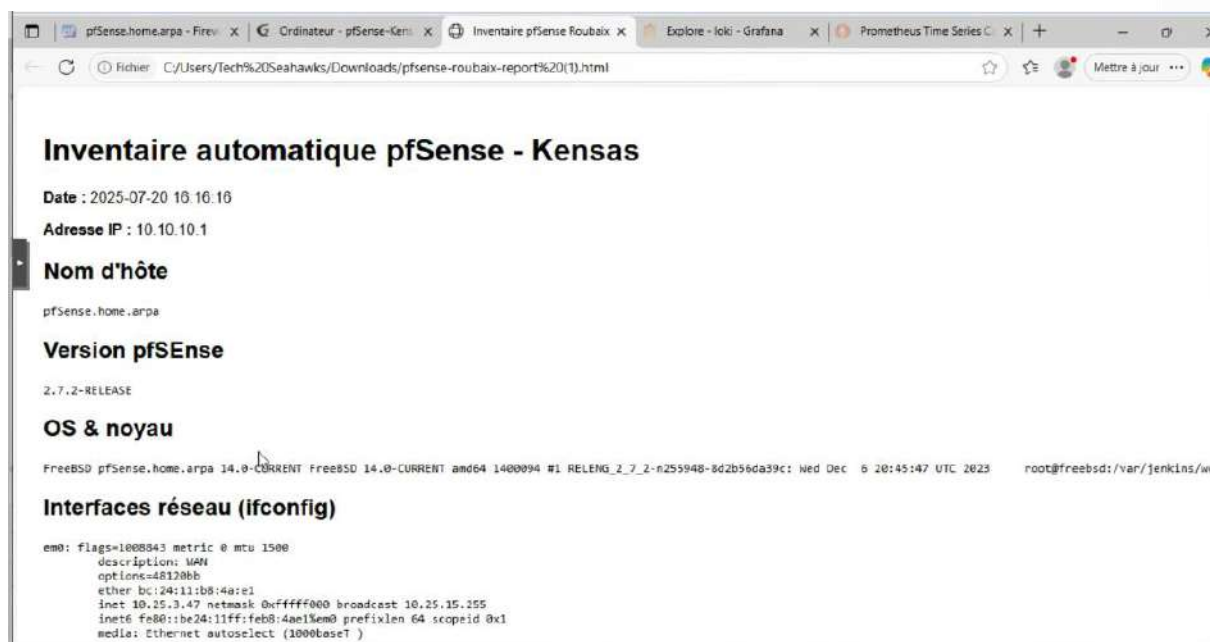 pfSense.home.arpa - Firew
Ordinateur - pfSense-Kens
Inventaire pfSense Roubaix
Explore - loki - Grafana
Prometheus Time Series C
Fichier
C:/Users/Tech%20Seahawks/Downloads/pfsense-roubaix-report%20(1).html
Mettre à jour
Inventaire automatique pfSense - Kensas
Date : 2025-07-20 16:16:16
Adresse IP : 10.10.10.1
Nom d'hôte
pfSense.home.arpa
Version pfSEnse
2.7.2-RELEASE
OS & noyau
FreeBSD pfSense.home.arpa 14.0-CURRENT FreeBSD 14.0-CURRENT amd64 1400094 #1 RELENG_2_7_2-n255948-8d2b56da39c: Wed Dec 6 20:45:47 UTC 2023 root@freebsd:/var/jenkins/w
Interfaces réseau (ifconfig)
em0: flags=1008843 metric 0 mtu 1500
description: WAN
options=48120bb
ether bc:24:11:b8:4a:e1
inet 10.25.3.47 netmask 0xfffff000 broadcast 10.25.15.255
inet6 fe80::be24:11ff:feb8:4ae1%em0 prefixlen 64 scopeid 0x1
media: Ethernet autoselect (1000baseT )